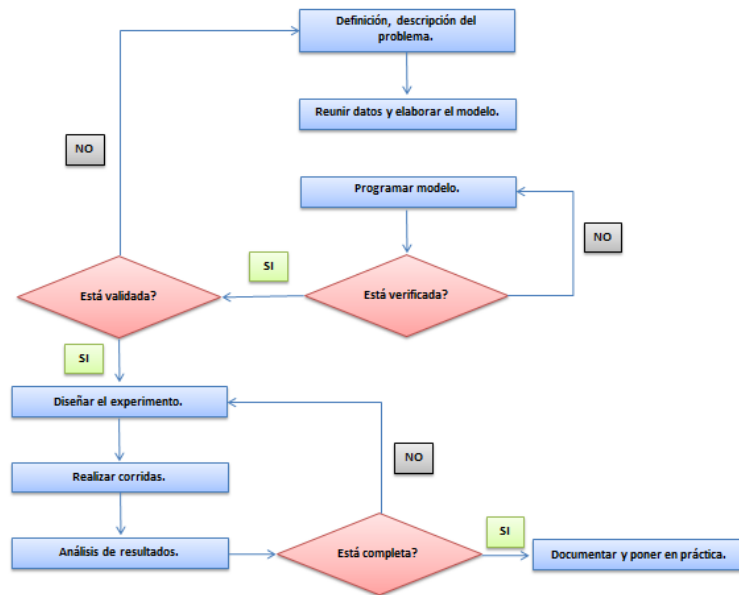 Definición, descripción del
problema.
Reunir datos y elaborar el modelo.
NO
Programar modelo.
NO
SI
Está validada?
Está verificada?
SI
Diseñar el experimento.
NO
Realizar corridas.
SI
Análisis de resultados.
Está completa?
Documentar y poner en práctica.